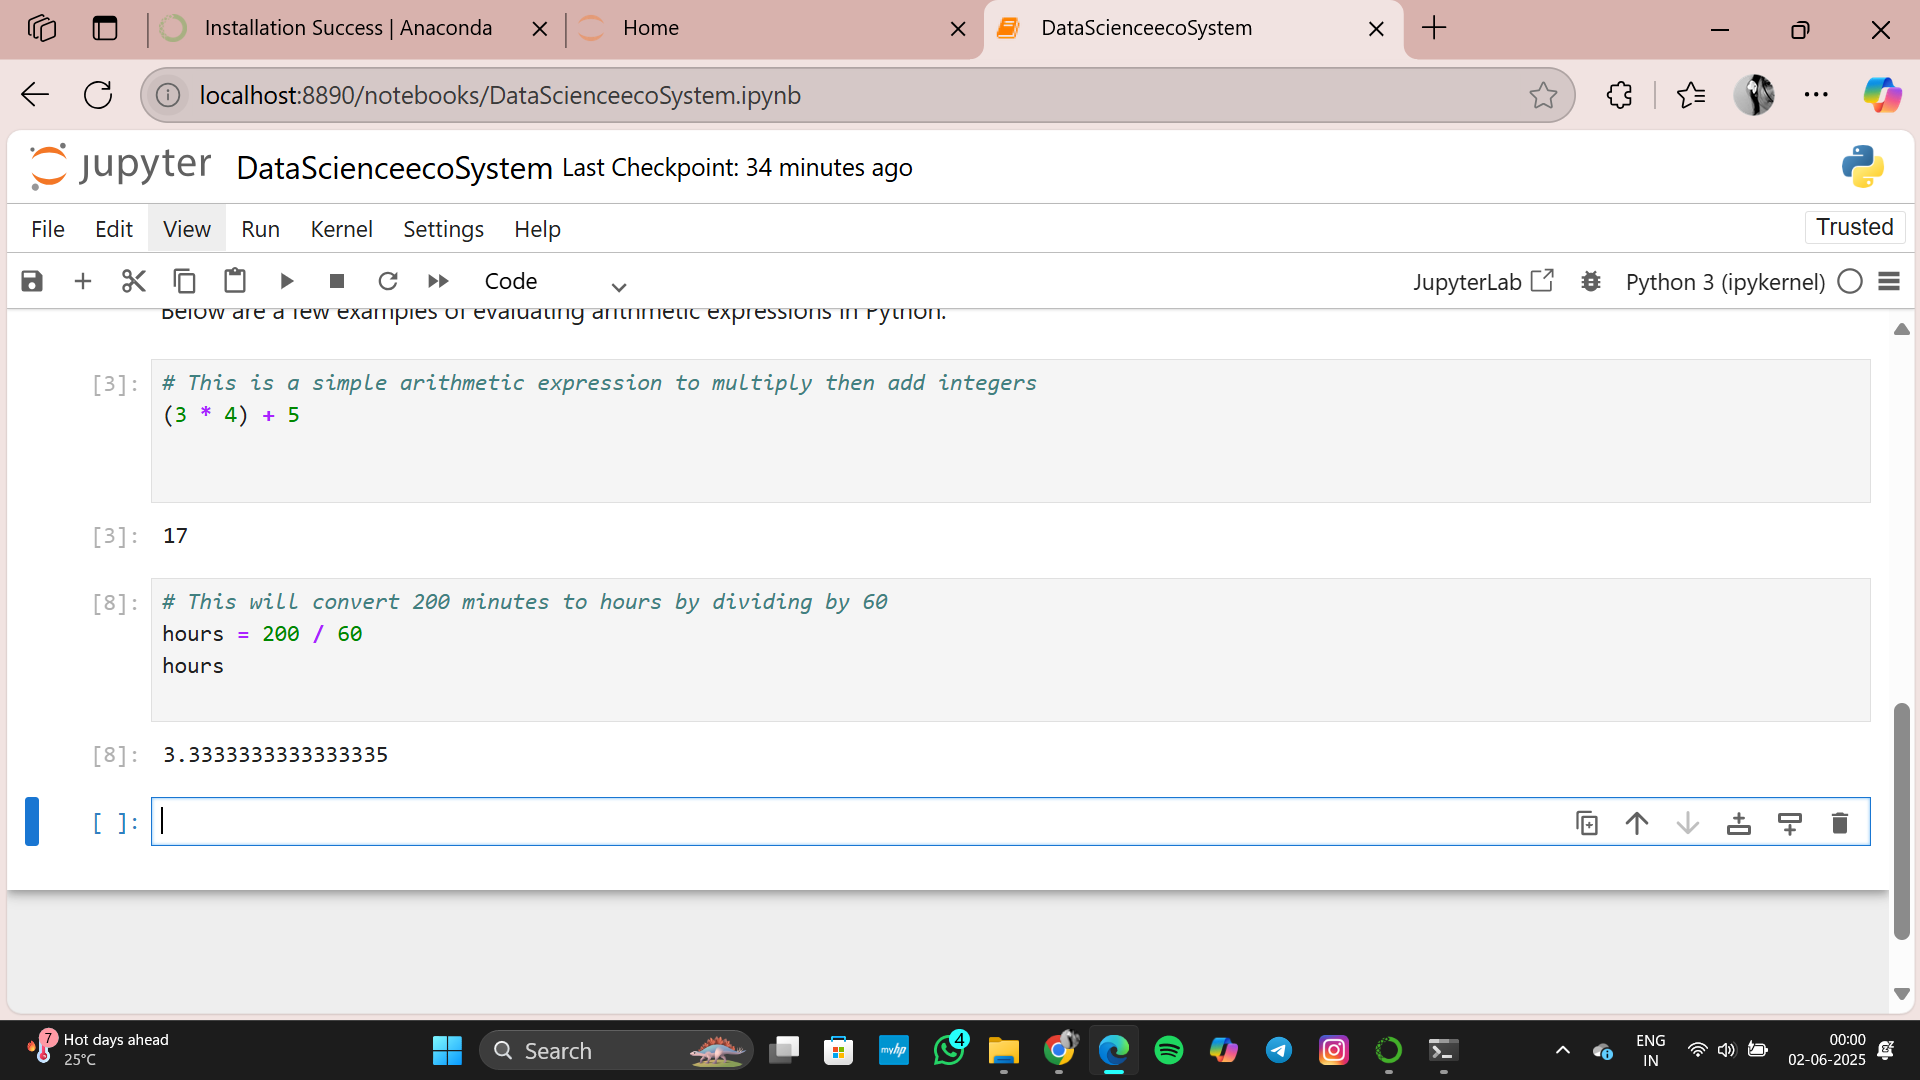 Installation Success | Anaconda
Home
DataScienceecoSystem
localhost:8890/notebooks/DataScienceecoSystem.ipynb
jupyter DataScienceecoSystem Last Checkpoint: 34 minutes ago
File Edit View Run Kernel Settings Help Trusted
Code JupyterLab Python 3 (ipykernel)
Below are a few examples of evaluating arithmetic expressions in Python.
[3]: # This is a simple arithmetic expression to multiply then add integers
(3 * 4) + 5
[3]: 17
[8]: # This will convert 200 minutes to hours by dividing by 60
hours = 200 / 60
hours
[8]: 3.3333333333333335
[ ]:
7 Hot days ahead
25°C
Search
myhp
4
ENG
IN
00:00
02-06-2025